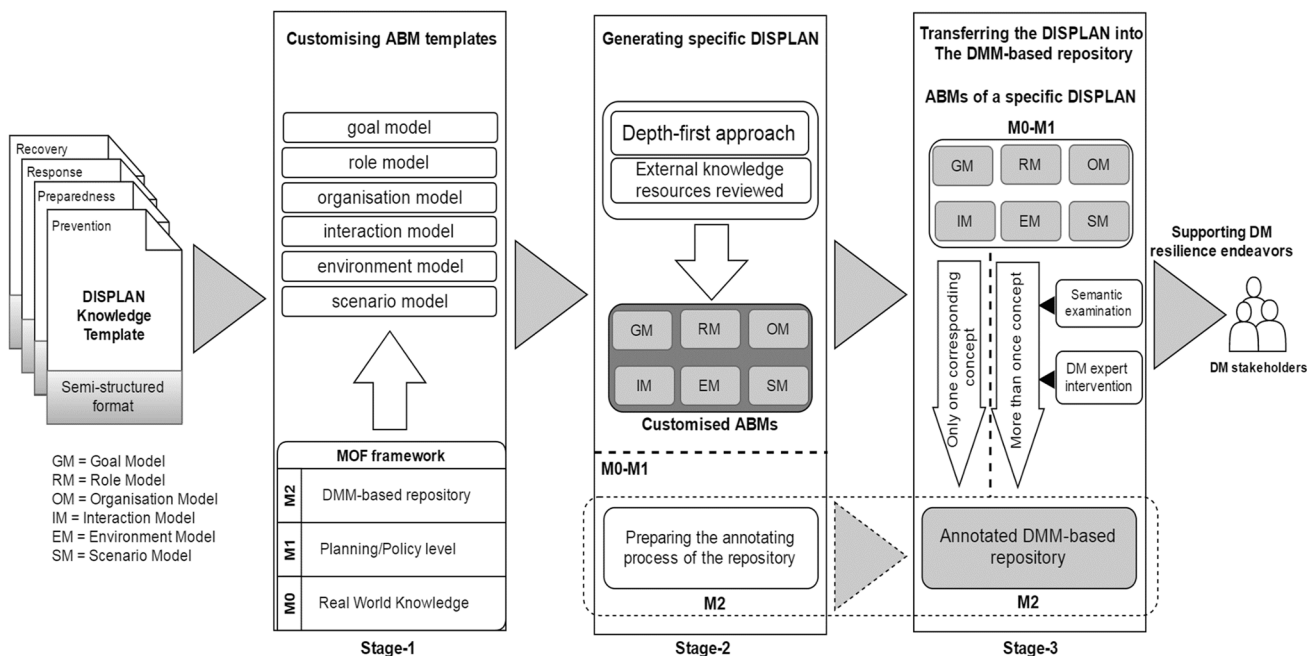 Recovery
Response
Preparedness
Prevention
DISPLAN
Knowledge
Template
Semi-structured
format
GM = Goal Model
RM = Role Model
OM = Organisation Model
IM = Interaction Model
EM = Environment Model
SM = Scenario Model
Customising ABM templates
goal model
role model
organisation model
interaction model
environment model
scenario model
MOF framework
M2
DMM-based repository
M1
Planning/Policy level
M0
Real World Knowledge
Stage-1
Generating specific DISPLAN
Depth-first approach
External knowledge
resources reviewed
GM
RM
OM
IM
EM
SM
Customised ABMs
M0-M1
Preparing the annotating
process of the repository
M2
Stage-2
Transferring the DISPLAN into
The DMM-based repository
ABMs of a specific DISPLAN
M0-M1
GM
RM
OM
IM
EM
SM
Only one corresponding
concept
More than once concept
Semantic
examination
DM expert
intervention
Annotated DMM-based
repository
M2
Stage-3
Supporting DM
resilience endeavors
DM stakeholders